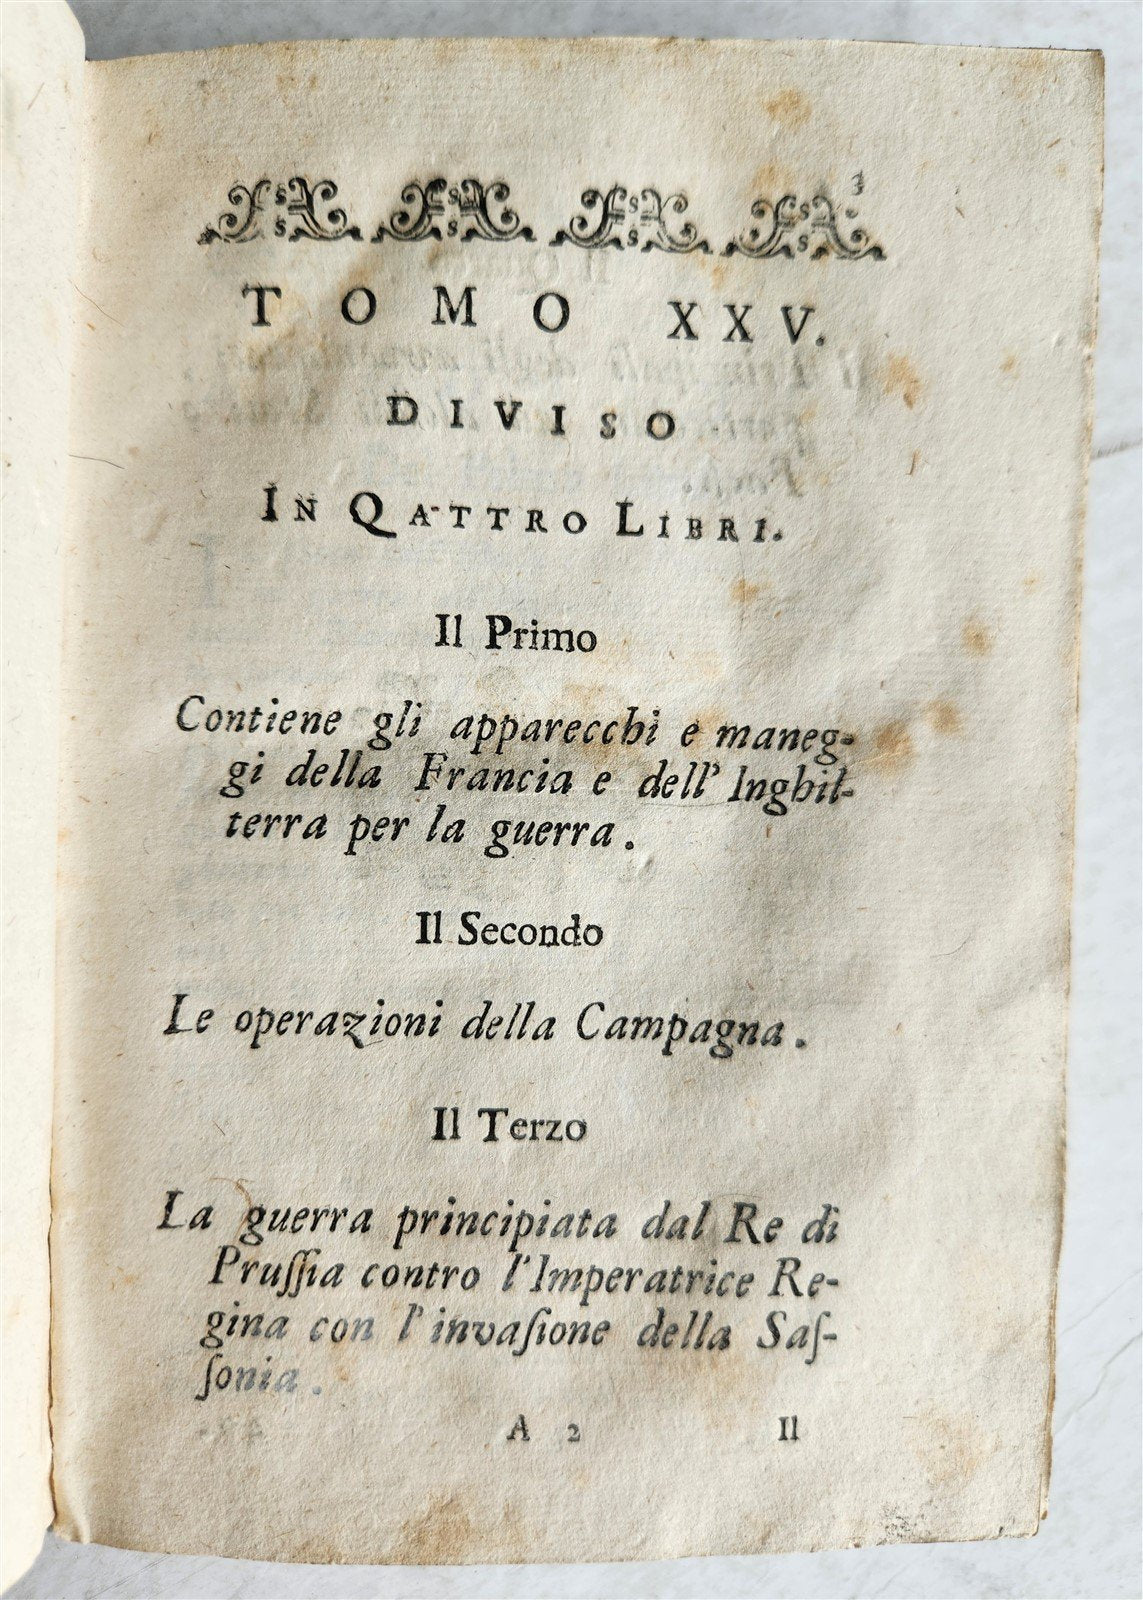 3
TOMO XXV.
DIVISO
IN QATTRO LIBRI.
Il Primo
Contiene gli apparecchi e maneg-
gi della Francia e dell' Inghil-
terra per la guerra.
Il Secondo
Le operazioni della Campagna.
Il Terzo
La guerra principiata dal Re di
Pruſſia contro l'Imperatrice Re-
gina con l'invaſione della Saſ-
ſonia.
A 2 Il